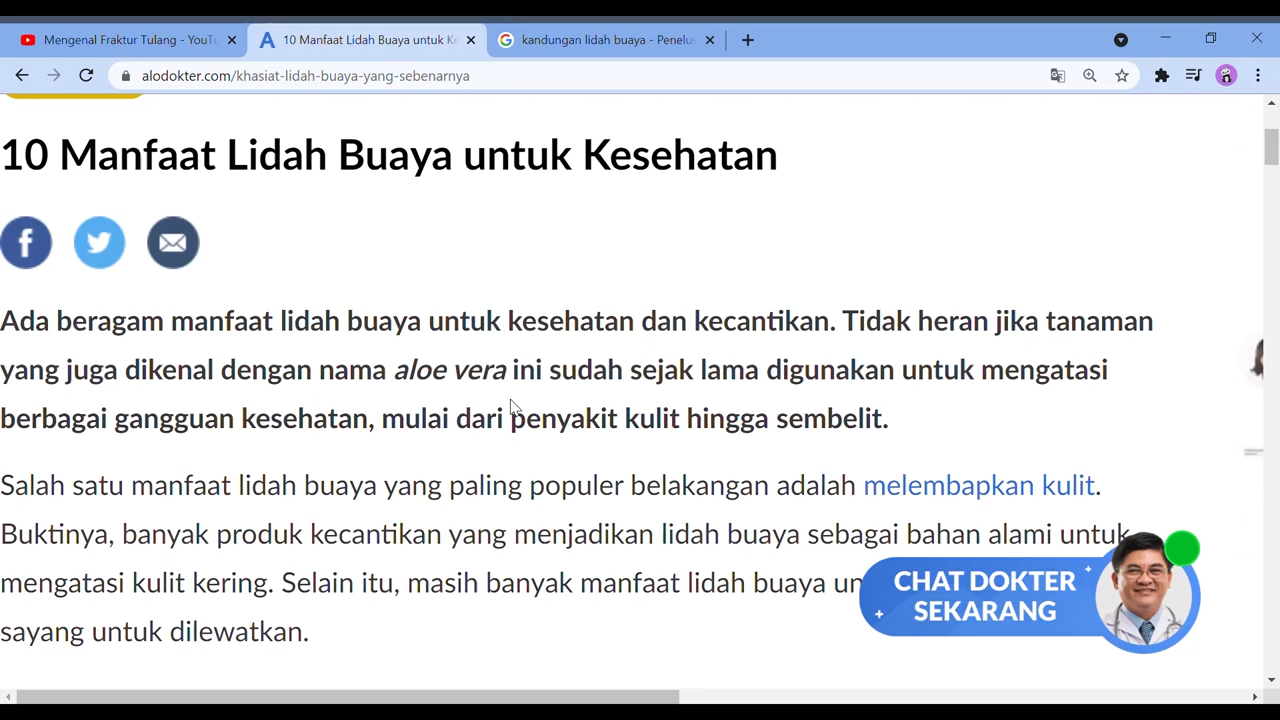 Mengenal Fraktur Tulang - YouTu
10 Manfaat Lidah Buaya untuk Ke
kandungan lidah buaya - Penelus
alodokter.com/khasiat-lidah-buaya-yang-sebenarnya
10 Manfaat Lidah Buaya untuk Kesehatan
Ada beragam manfaat lidah buaya untuk kesehatan dan kecantikan. Tidak heran jika tanaman
yang juga dikenal dengan nama aloe vera ini sudah sejak lama digunakan untuk mengatasi
berbagai gangguan kesehatan, mulai dari penyakit kulit hingga sembelit.
Salah satu manfaat lidah buaya yang paling populer belakangan adalah melembapkan kulit.
Buktinya, banyak produk kecantikan yang menjadikan lidah buaya sebagai bahan alami untuk
mengatasi kulit kering. Selain itu, masih banyak manfaat lidah buaya un
sayang untuk dilewatkan.
CHAT DOKTER
SEKARANG